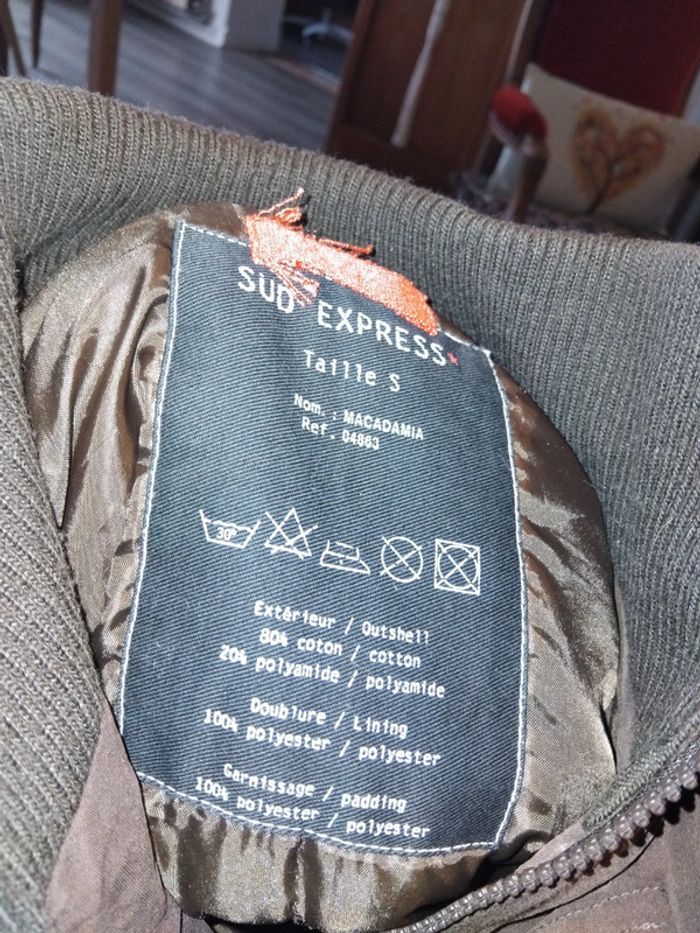 SUD EXPRESS
Taille S
Nom. : MACADAMIA
Ref. 04863
30°
Extérieur / Outshell
80% coton / cotton
20% polyamide / polyamide
Doublure / Lining
100% polyester / polyester
Garnissage / padding
100% polyester / polyester